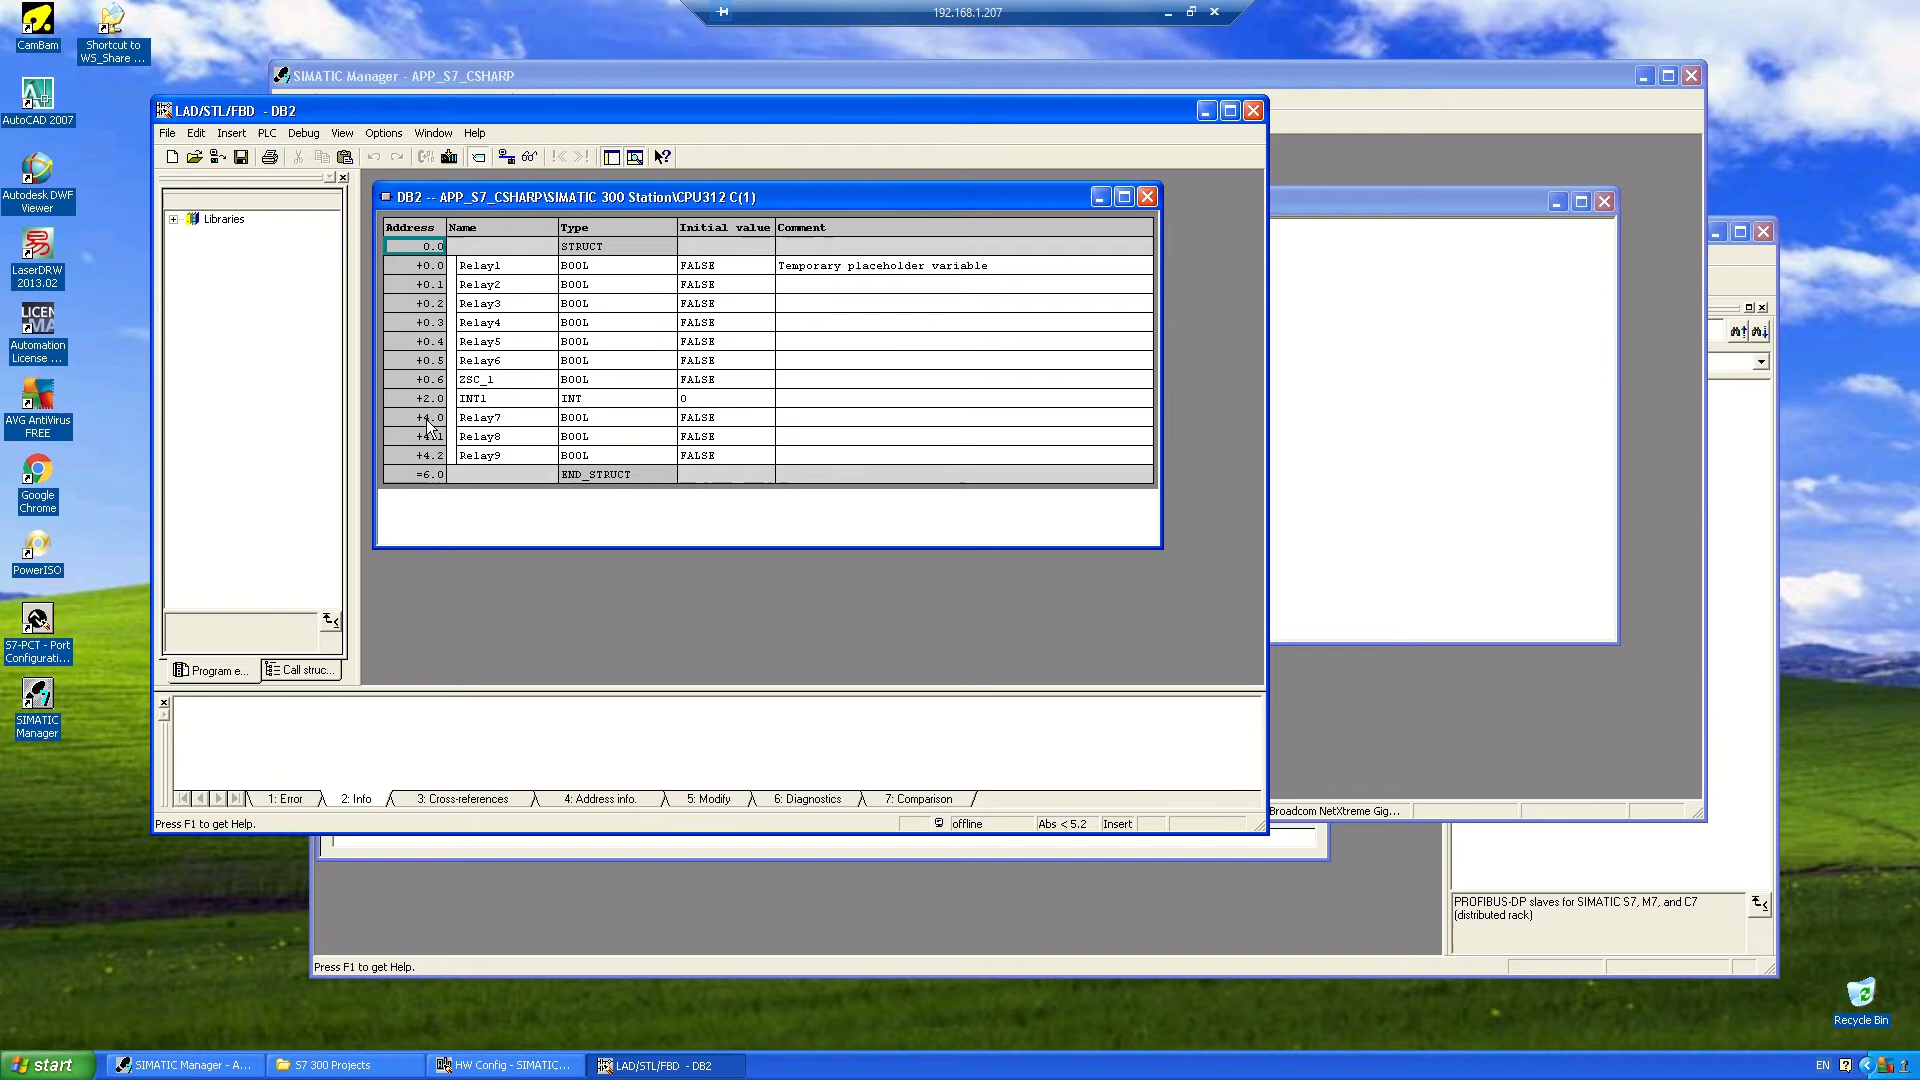 192.168.1.207
CamBam
Shortcut to
WS_Share ...
AutoCAD 2007
Autodesk DWF
Viewer
LaserDRW
2013.02
Automation
License ...
AVG AntiVirus
FREE
Google
Chrome
PowerISO
S7-PCT - Port
Configurati...
SIMATIC
Manager
SIMATIC Manager - APP_S7_CSHARP
LAD/STL/FBD - DB2
File Edit Insert PLC Debug View Options Window Help
Libraries
DB2 -- APP_S7_CSHARP\SIMATIC 300 Station\CPU312 C(1)
Address Name Type Initial value Comment
0.0 STRUCT
+0.0 Relay1 BOOL FALSE Temporary placeholder variable
+0.1 Relay2 BOOL FALSE
+0.2 Relay3 BOOL FALSE
+0.3 Relay4 BOOL FALSE
+0.4 Relay5 BOOL FALSE
+0.5 Relay6 BOOL FALSE
+0.6 ZSC_1 BOOL FALSE
+2.0 INT1 INT 0
+4.0 Relay7 BOOL FALSE
+4.1 Relay8 BOOL FALSE
+4.2 Relay9 BOOL FALSE
=6.0 END_STRUCT
Program e... Call struc...
1: Error 2: Info 3: Cross-references 4: Address info. 5: Modify 6: Diagnostics 7: Comparison
Press F1 to get Help. offline Abs < 5.2 Insert
Broadcom NetXtreme Gig...
PROFIBUS-DP slaves for SIMATIC S7, M7, and C7
(distributed rack)
Press F1 to get Help.
Recycle Bin
start SIMATIC Manager - A... S7 300 Projects HW Config - SIMATIC... LAD/STL/FBD - DB2 EN